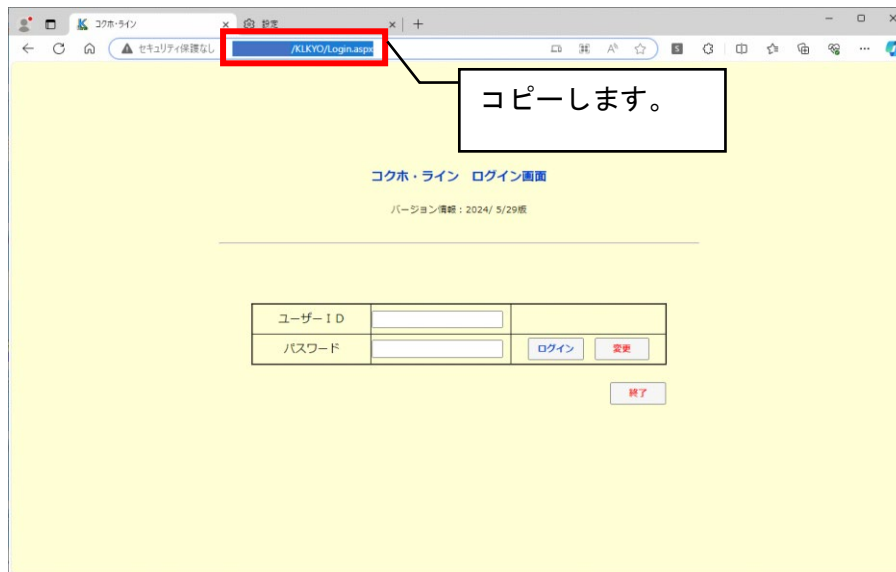 コクホ・ライン
設定
セキュリティ保護なし
/KLKYO/Login.aspx
コピーします。
コクホ・ライン ログイン画面
バージョン情報：2024/ 5/29版
ユーザーＩＤ
パスワード
ログイン
変更
終了